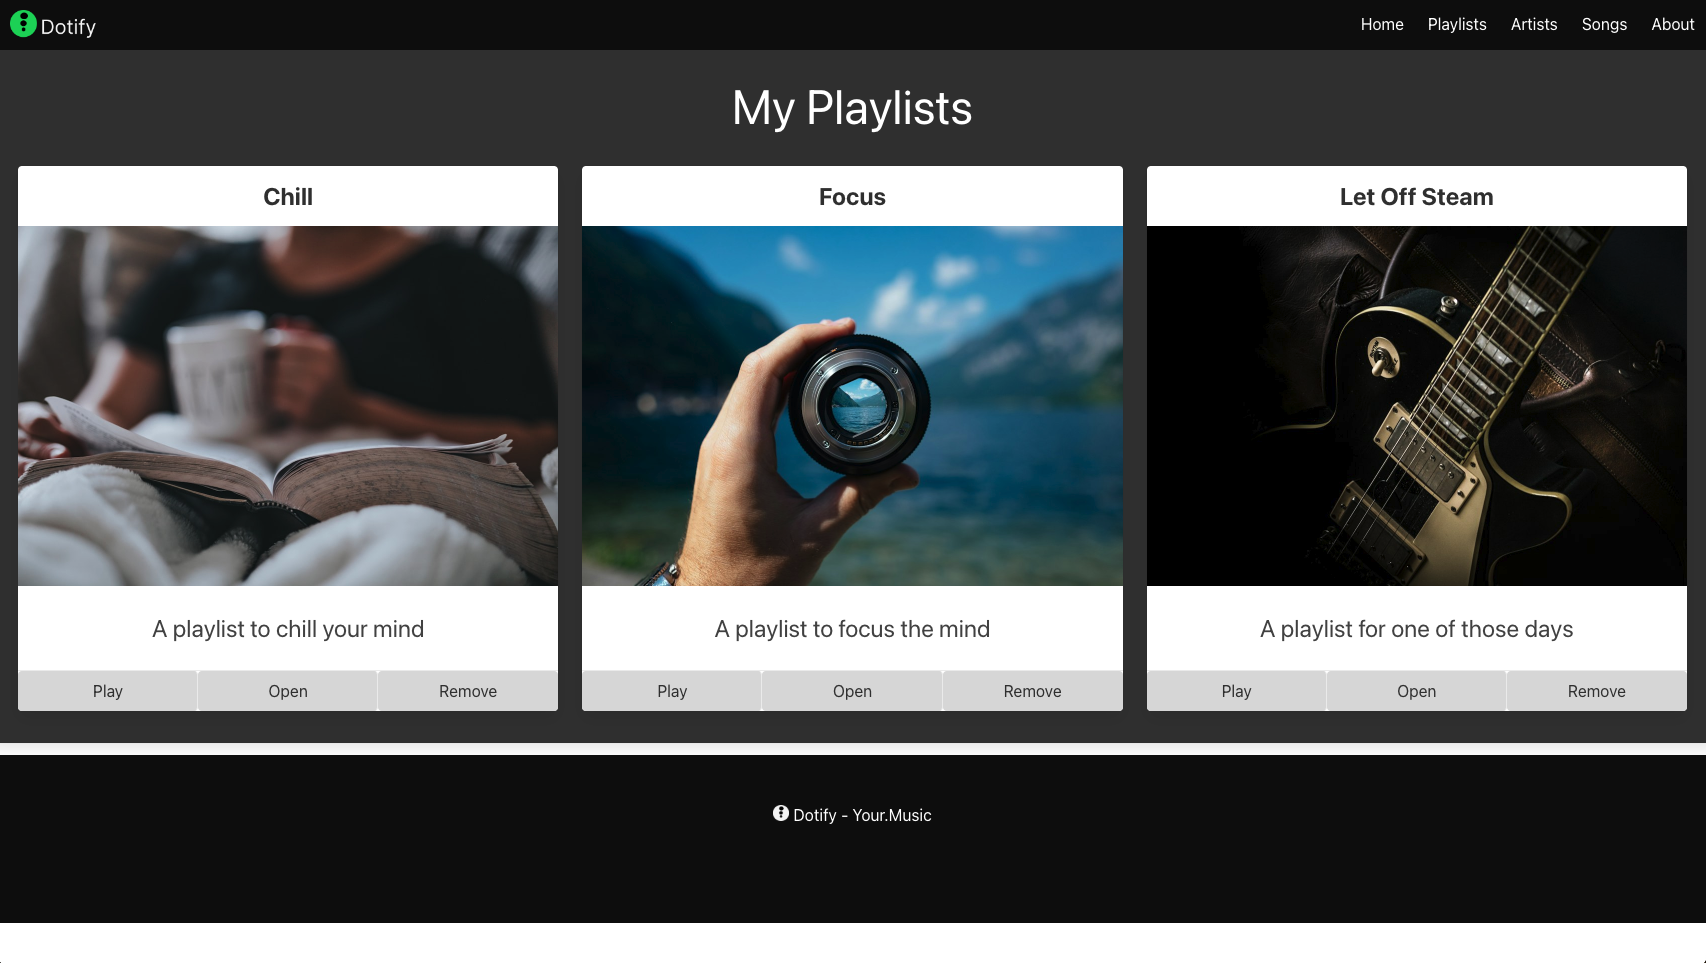 Dotify
Home Playlists Artists Songs About
My Playlists
Chill
A playlist to chill your mind
Play Open Remove
Focus
A playlist to focus the mind
Play Open Remove
Let Off Steam
A playlist for one of those days
Play Open Remove
Dotify - Your.Music